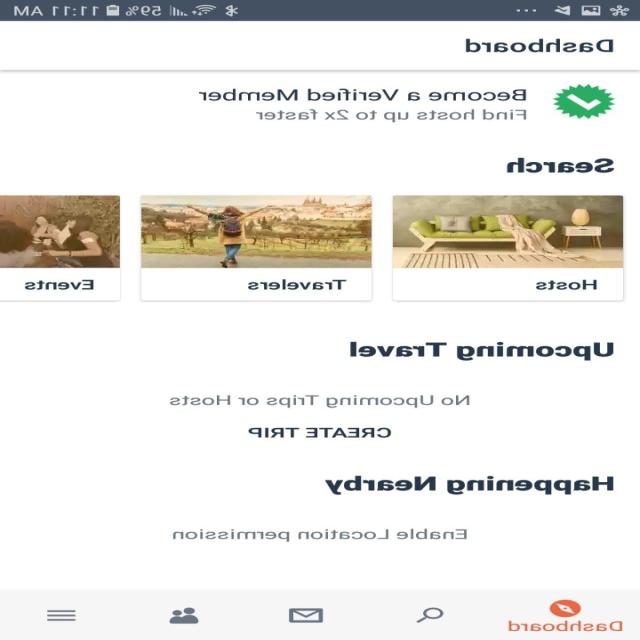 59% 11:11 AM
Dashboard
Become a Verified Member
Find hosts up to 2x faster
Search
Hosts
Travelers
Events
Upcoming Travel
No Upcoming Trips or Hosts
CREATE TRIP
Happening Nearby
Enable Location permission
Dashboard